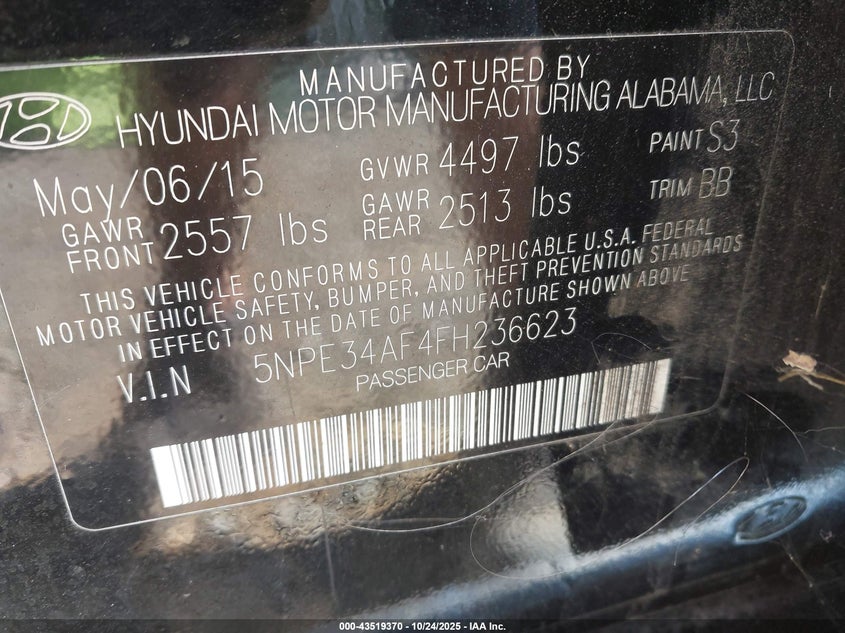 MANUFACTURED BY
HYUNDAI MOTOR MANUFACTURING ALABAMA, LLC
May/06/15 GVWR 4497 lbs PAINT S3
GAWR FRONT 2557 lbs GAWR REAR 2513 lbs TRIM BB
THIS VEHICLE CONFORMS TO ALL APPLICABLE U.S.A. FEDERAL
MOTOR VEHICLE SAFETY, BUMPER, AND THEFT PREVENTION STANDARDS
IN EFFECT ON THE DATE OF MANUFACTURE SHOWN ABOVE
V.I.N 5NPE34AF4FH236623
PASSENGER CAR
000-43519370 - 10/24/2025 - IAA Inc.